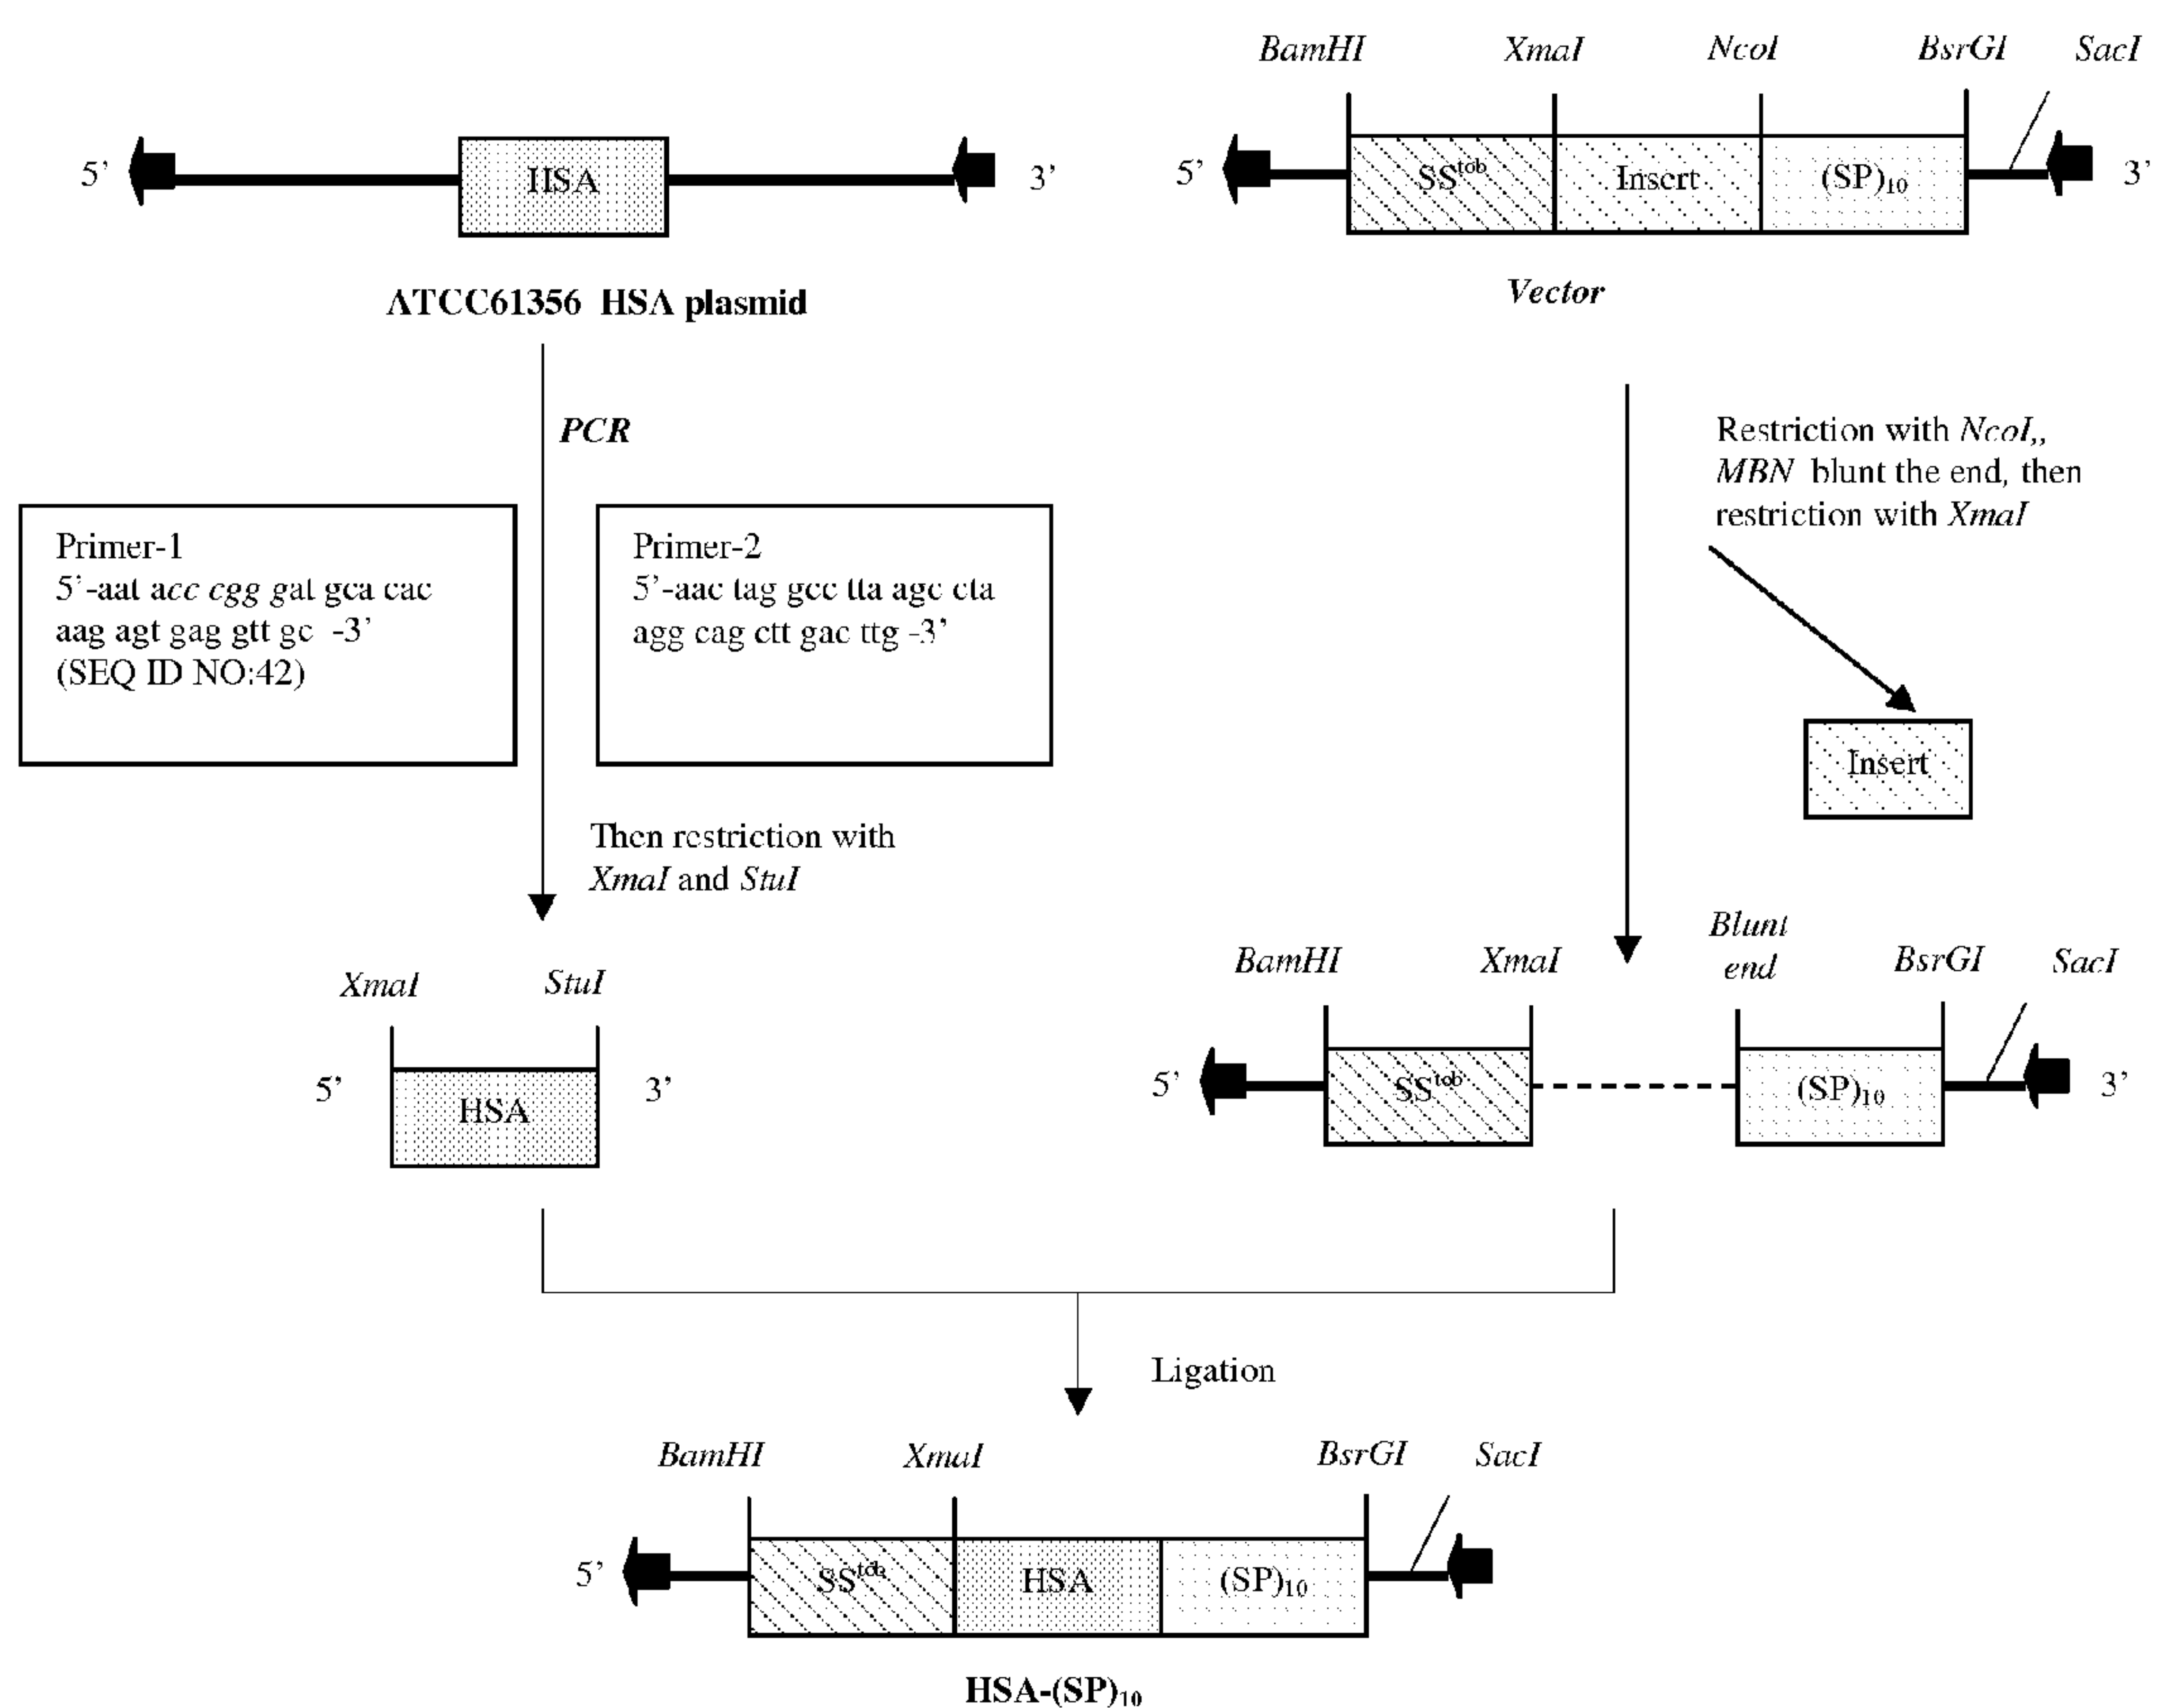 BamHI XmaI NcoI BsrGI SacI
5’ HSA 3’
5’ SS^tob Insert (SP)₁₀ 3’
ATCC61356 HSA plasmid
Vector
PCR
Restriction with NcoI,,
MBN blunt the end, then
restriction with XmaI
Primer-1
5’-aat acc cgg gat gca cac
aag agt gag gtt gc -3’
(SEQ ID NO:42)
Primer-2
5’-aac tag gcc tta agc cta
agg cag ctt gac ttg -3’
Insert
Then restriction with
XmaI and StuI
XmaI StuI
5’ HSA 3’
BamHI XmaI Blunt
end BsrGI SacI
5’ SS^tob (SP)₁₀ 3’
Ligation
BamHI XmaI BsrGI SacI
5’ SS^tob HSA (SP)₁₀
HSA-(SP)₁₀